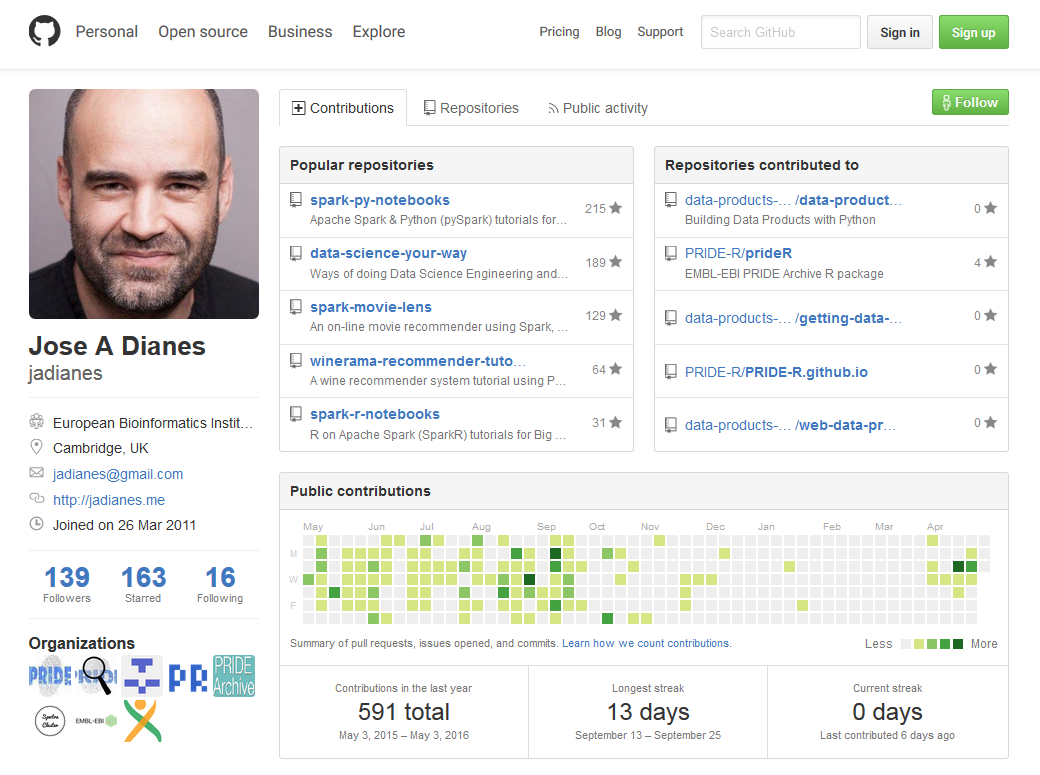 Personal Open source Business Explore Pricing Blog Support Search GitHub Sign in Sign up
Contributions Repositories Public activity Follow
Jose A Dianes
jadianes
European Bioinformatics Instit…
Cambridge, UK
jadianes@gmail.com
http://jadianes.me
Joined on 26 Mar 2011
139 163 16
Followers Starred Following
Organizations
PRIDE
PR
PRIDE
Archive
Spectra
Cluster
EMBL-EBI
Popular repositories
spark-py-notebooks
Apache Spark & Python (pySpark) tutorials for…
215
data-science-your-way
Ways of doing Data Science Engineering and…
189
spark-movie-lens
An on-line movie recommender using Spark, …
129
winerama-recommender-tuto…
A wine recommender system tutorial using P…
64
spark-r-notebooks
R on Apache Spark (SparkR) tutorials for Big …
31
Repositories contributed to
data-products-… /data-product…
Building Data Products with Python
0
PRIDE-R/prideR
EMBL-EBI PRIDE Archive R package
4
data-products-… /getting-data-…
0
PRIDE-R/PRIDE-R.github.io
0
data-products-… /web-data-pr…
0
Public contributions
May Jun Jul Aug Sep Oct Nov Dec Jan Feb Mar Apr
M
W
F
Summary of pull requests, issues opened, and commits. Learn how we count contributions.
Less More
Contributions in the last year
591 total
May 3, 2015 – May 3, 2016
Longest streak
13 days
September 13 – September 25
Current streak
0 days
Last contributed 6 days ago